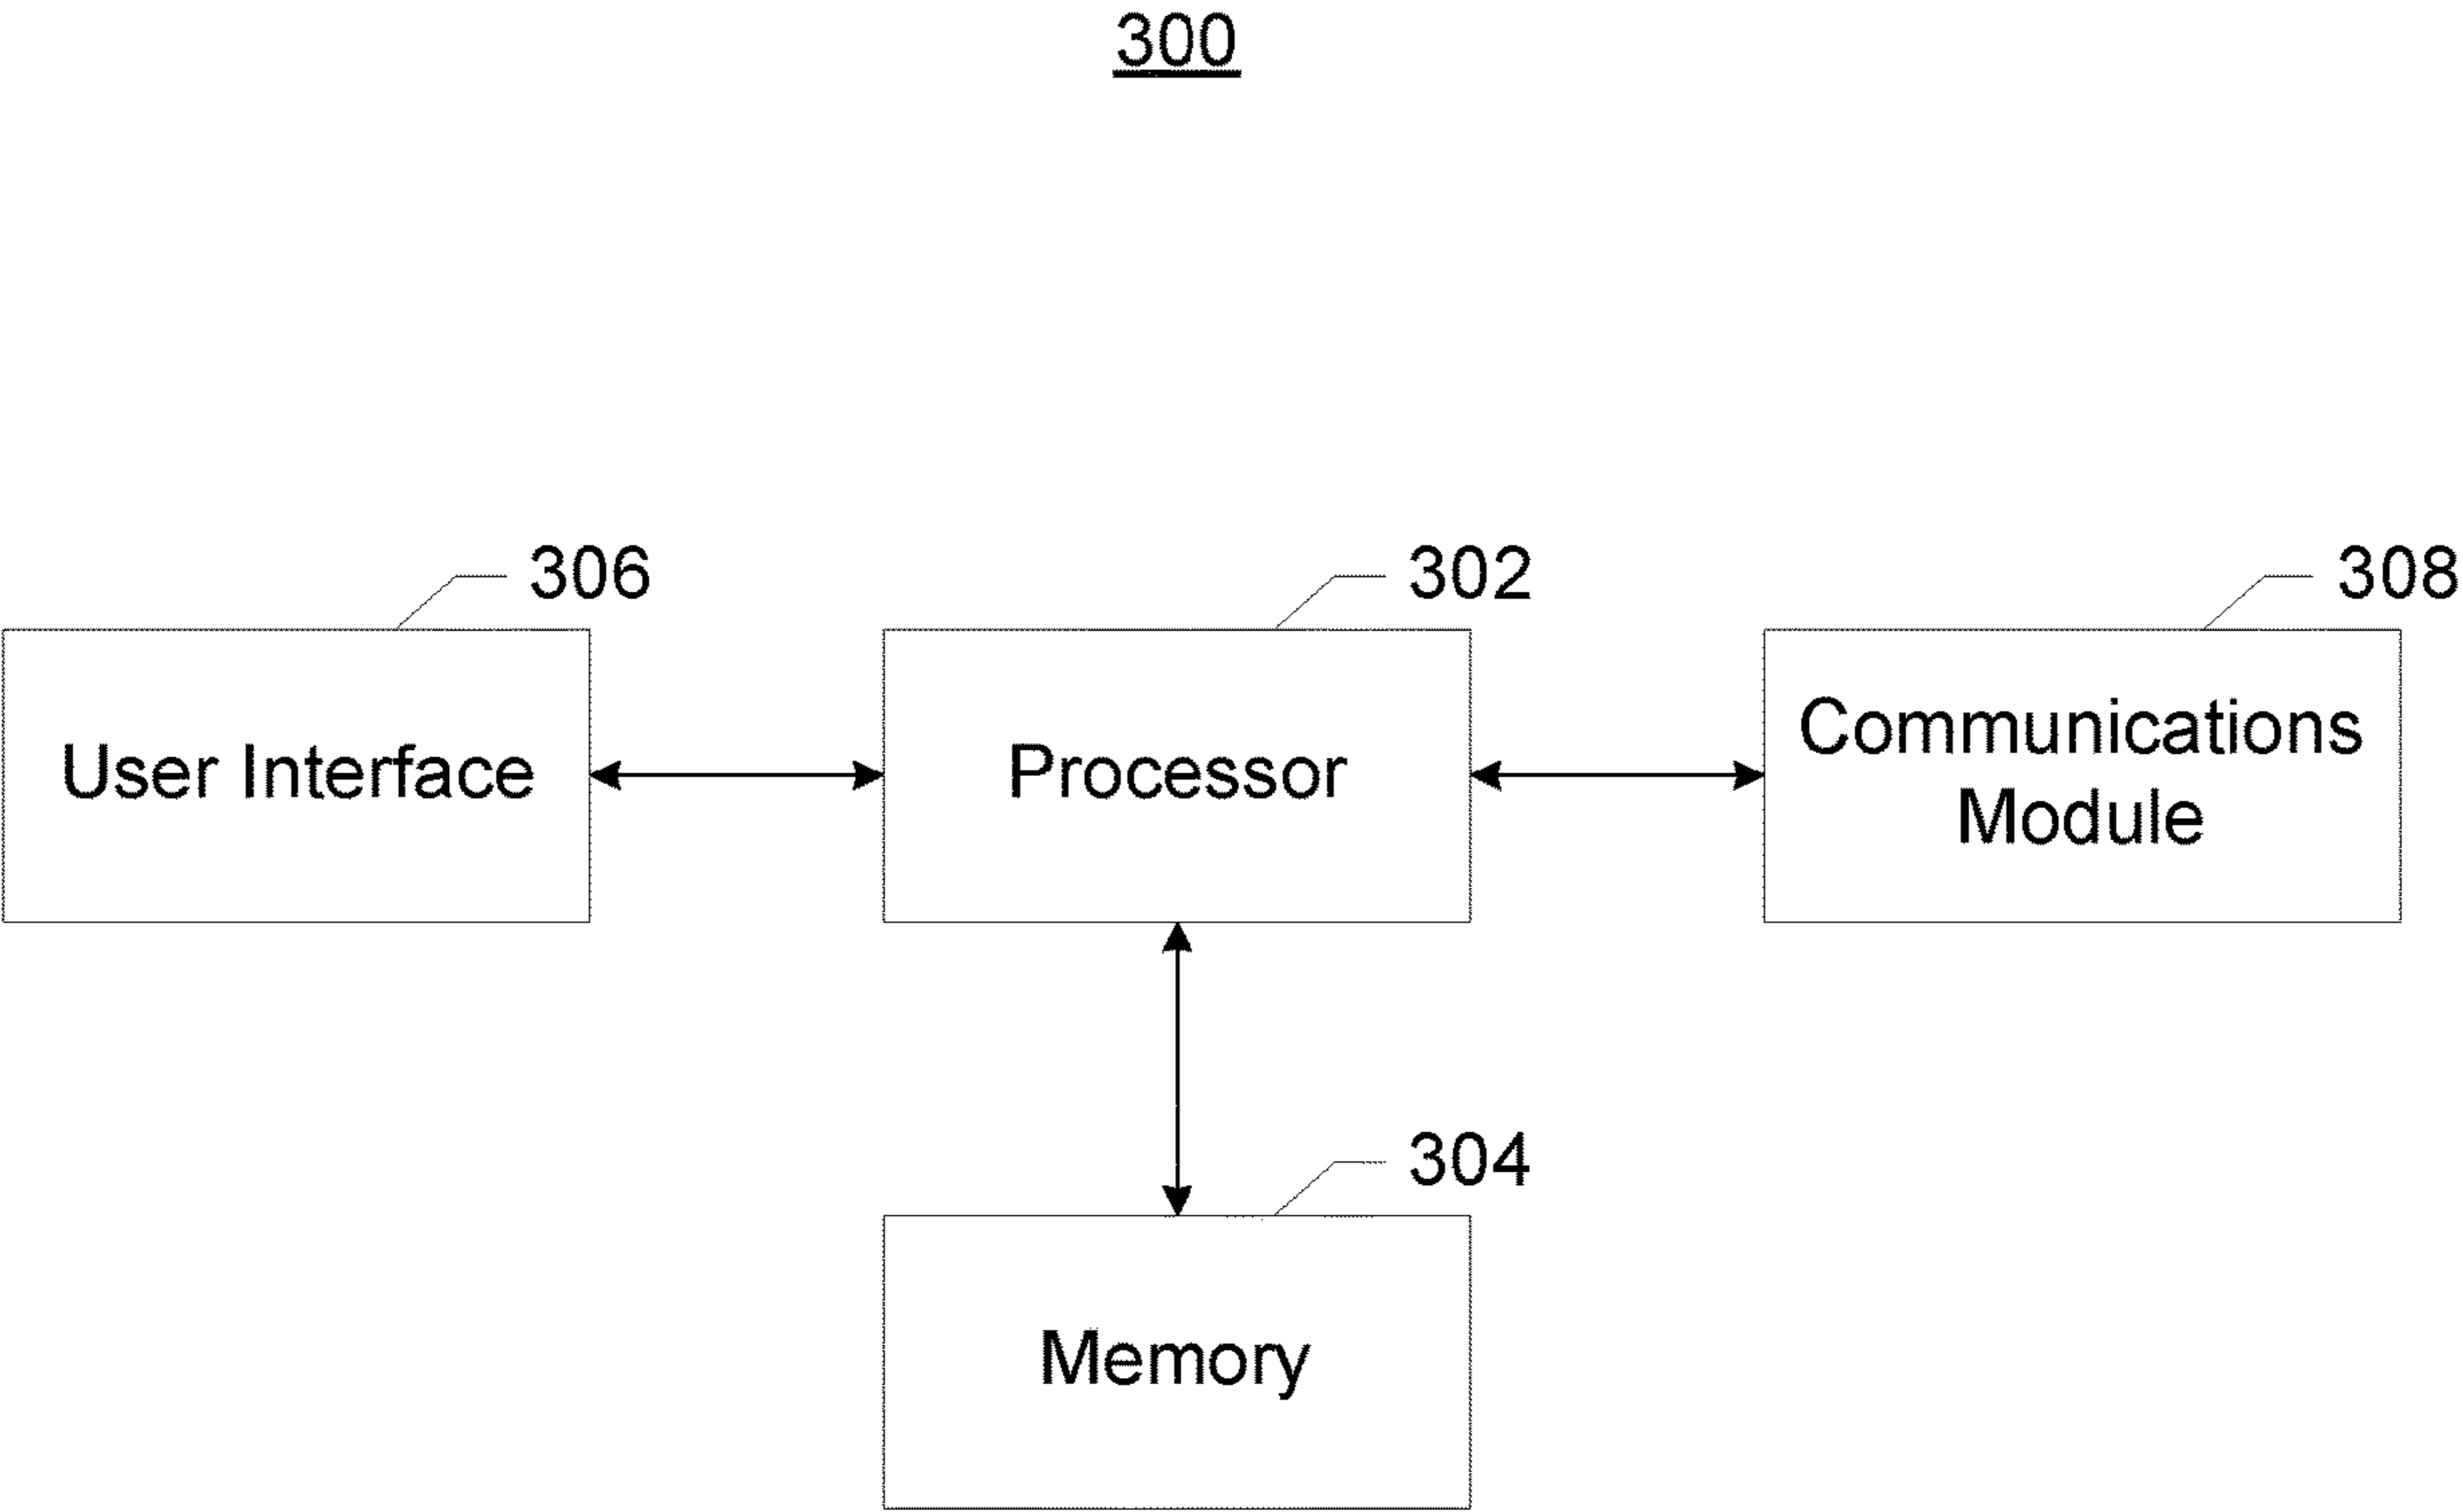 300
306
302
308
User Interface
Processor
Communications
Module
304
Memory